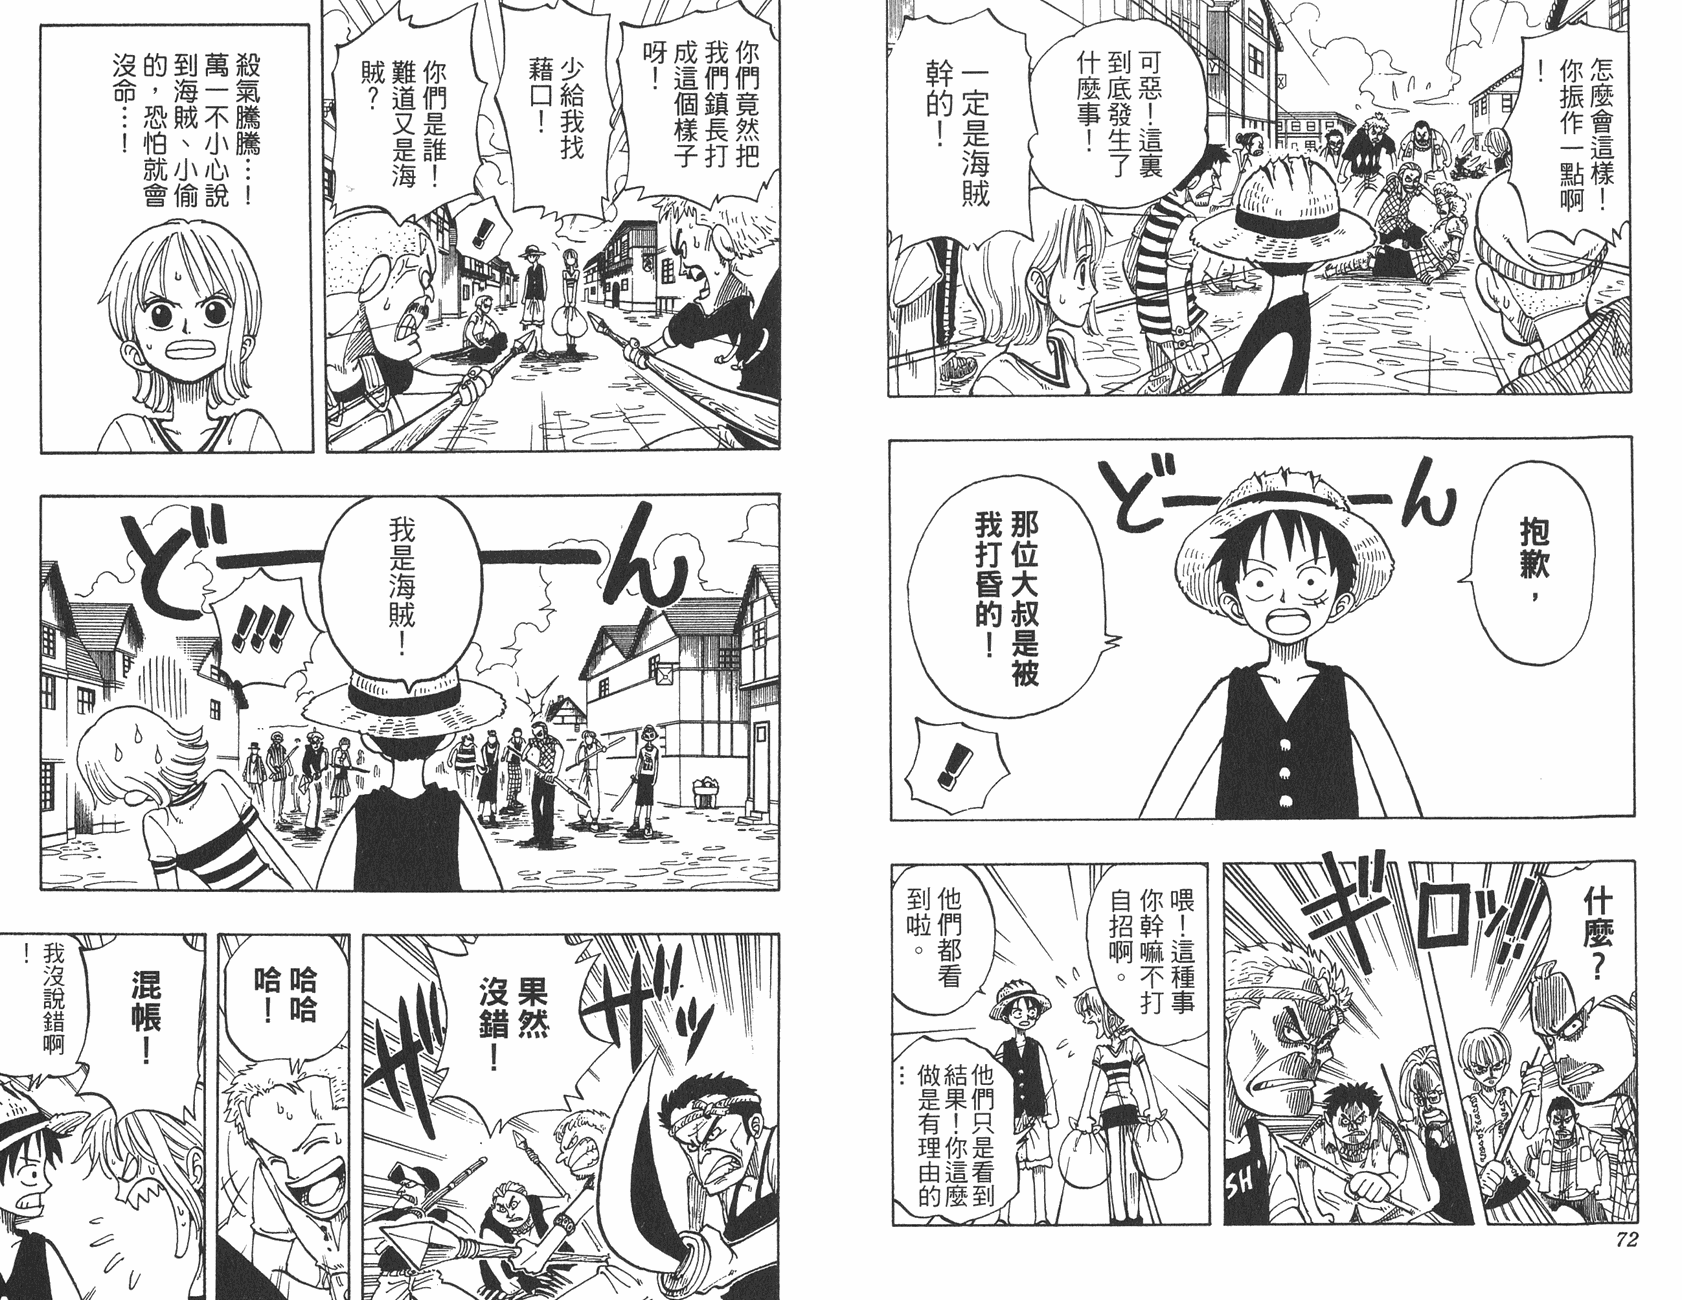 怎麼會這樣！
你振作一點啊
！
可惡！這裏
到底發生了
什麼事！
一定是海賊
幹的！
抱歉，
どーん
那位大叔是被
我打昏的！
！
什麼？
ギロッ!!
SH
喂！這種事
你幹嘛不打
自招啊。
他們都看
到啦。
他們只是看到
結果！你這麼
做是有理由的
…
72
你們竟然把
我們鎮長打
成這個樣子
呀！
少給我找
藉口！
你們是誰！
難道又是海
賊？
！
殺氣騰騰…！
萬一不小心說
到海賊、小偷
的，恐怕就會
沒命…！
どーん
我是海賊！
!!!
ザザッ
果然
沒錯！
ザザッ
哈哈
哈！
混帳！
我沒說錯啊
！